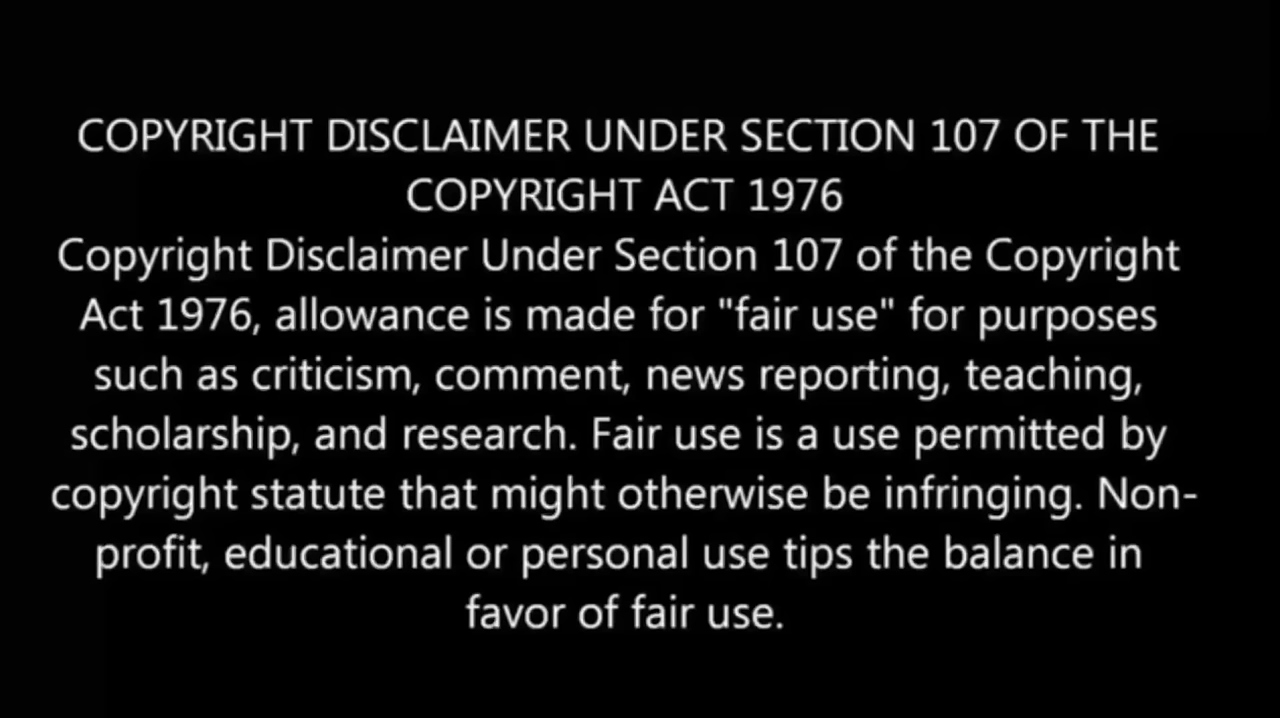 COPYRIGHT DISCLAIMER UNDER SECTION 107 OF THE
COPYRIGHT ACT 1976
Copyright Disclaimer Under Section 107 of the Copyright
Act 1976, allowance is made for "fair use" for purposes
such as criticism, comment, news reporting, teaching,
scholarship, and research. Fair use is a use permitted by
copyright statute that might otherwise be infringing. Non-
profit, educational or personal use tips the balance in
favor of fair use.